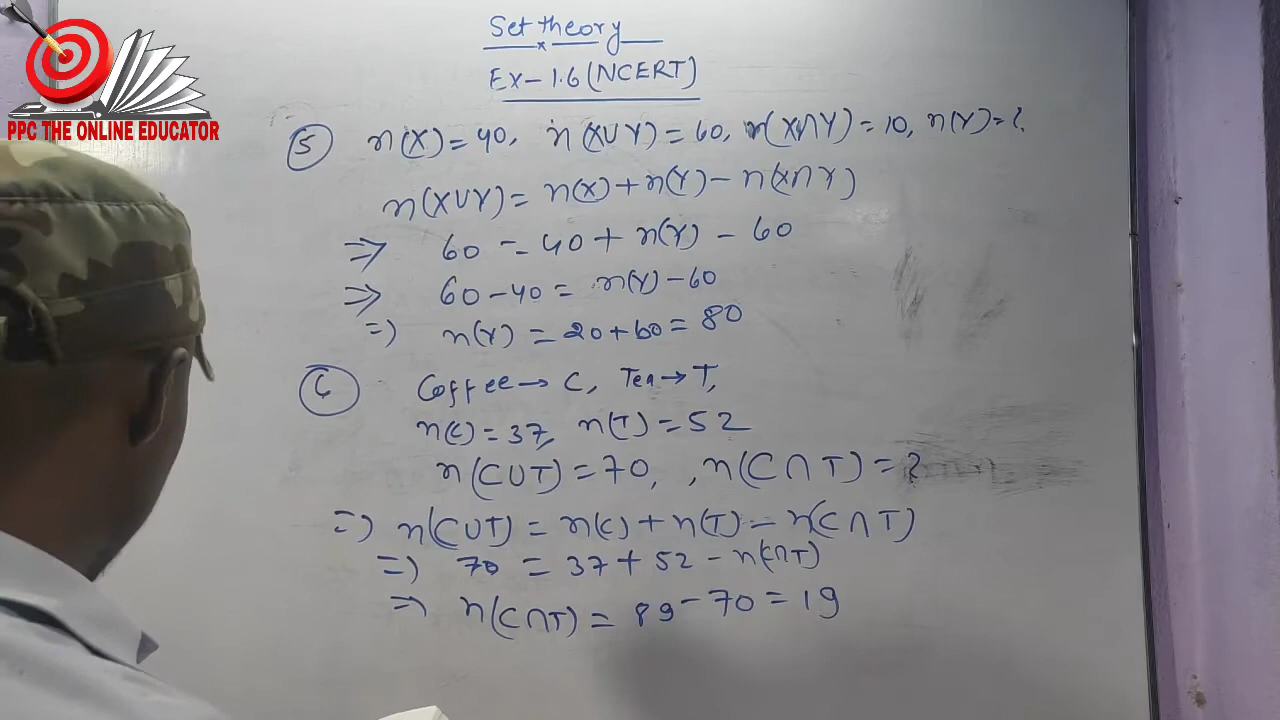 PPC THE ONLINE EDUCATOR
Set theory
Ex-1.6 (NCERT)
5 n(X)=40, n(X∪Y)=60, n(X∩Y)=10, n(Y)=?
n(X∪Y)= n(X)+n(Y)- n(X∩Y)
⇒ 60 = 40 + n(Y) - 60
⇒ 60-40 = n(Y)-60
⇒) n(Y) = 20+60 = 80
6 Coffee→ C, Tea→T,
n(C)=37, n(T)=52
n(C∪T)=70, , n(C∩T)=?
⇒) n(C∪T) = n(C)+n(T)-n(C∩T)
⇒) 70 = 37+52-n(C∩T)
⇒ n(C∩T)= 89-70=19